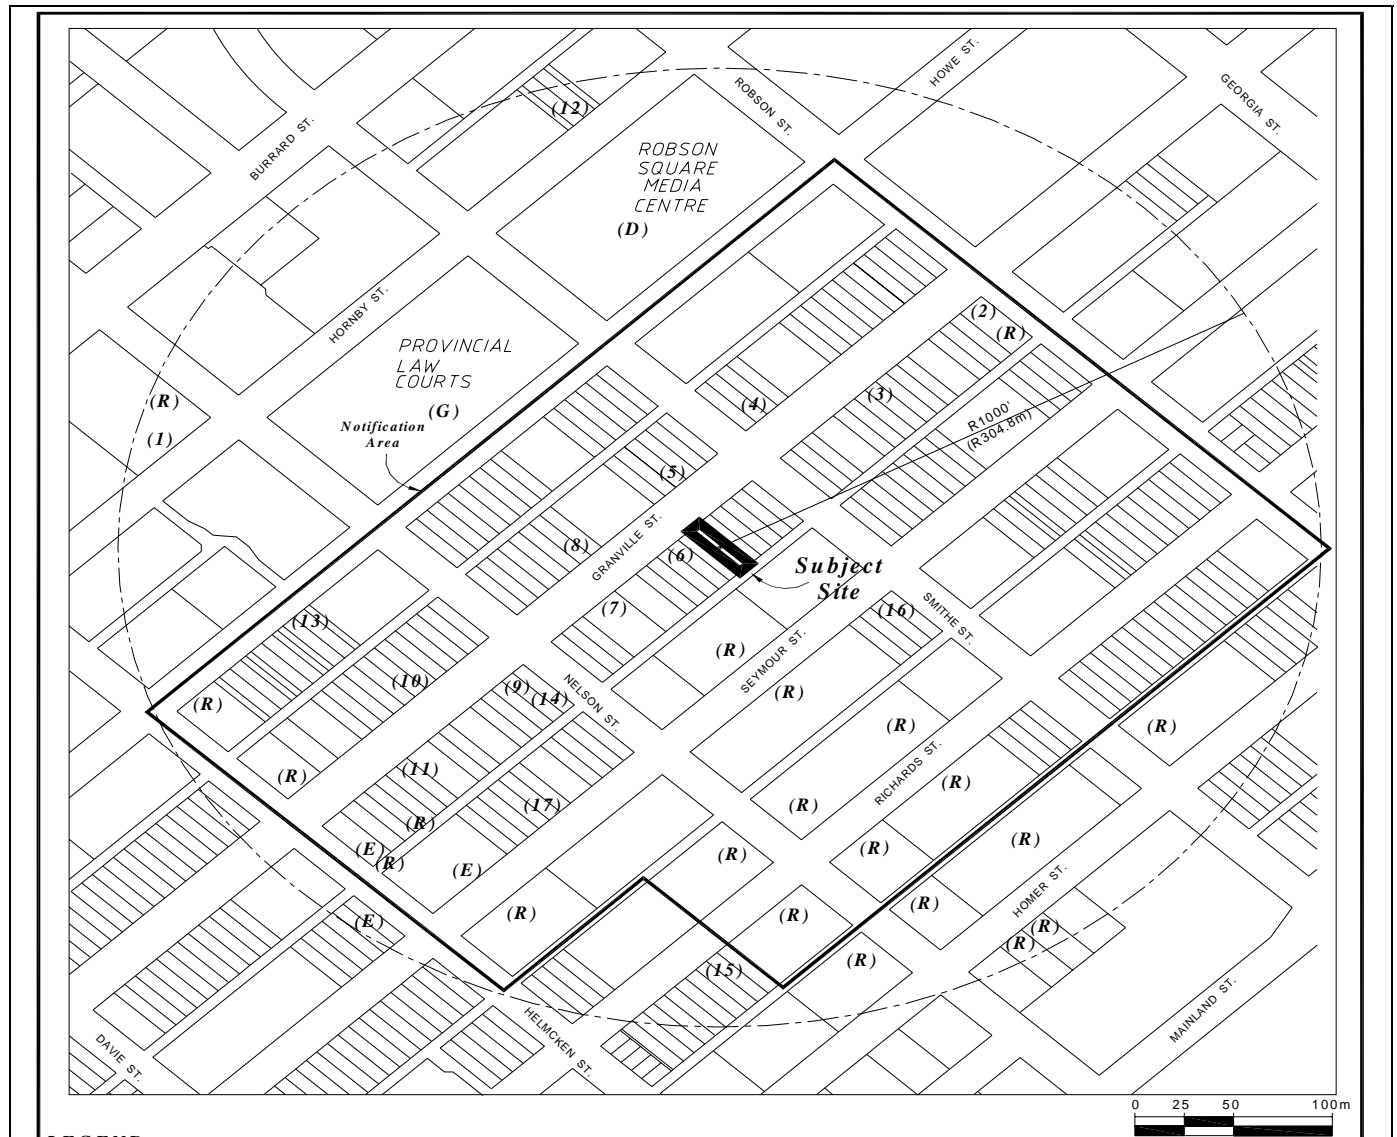 (12)
ROBSON ST.
HOWE ST.
GEORGIA ST.
BURRARD ST.
ROBSON
SQUARE
MEDIA
CENTRE
(D)
HORNBY ST.
PROVINCIAL
LAW
COURTS
(G)
(R)
(1)
Notification
Area
(2)
(R)
(3)
(4)
R1000'
(R304.8m)
(5)
GRANVILLE ST.
(8)
(6)
Subject
Site
(7)
(16)
SMITHE ST.
(13)
(R)
SEYMOUR ST.
(10)
(9)
(14)
NELSON ST.
(R)
(R)
(R)
(R)
(R)
(11)
(17)
(R)
RICHARDS ST.
(R)
(R)
(E)
(R)
(E)
(R)
(R)
(R)
HOMER ST.
(R)
(E)
(R)
(R)
(R)
(R)
(R)
(15)
(R)
MAINLAND ST.
HELMCKEN ST.
DAVIE ST.
0 25 50 100m
LEGEND